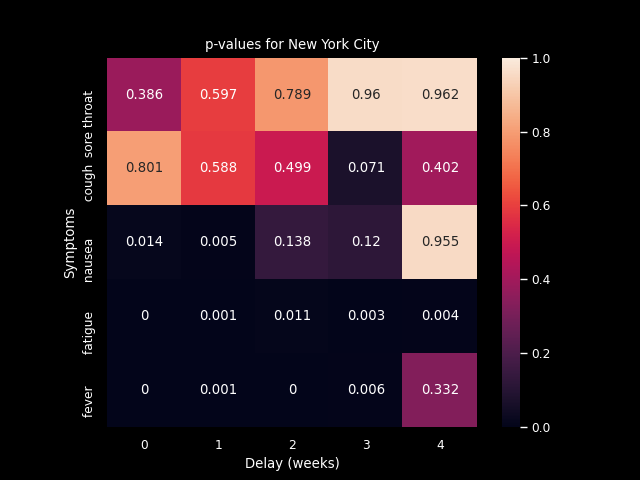 p-values for New York City
sore throat 0.386 0.597 0.789 0.96 0.962
cough 0.801 0.588 0.499 0.071 0.402
nausea 0.014 0.005 0.138 0.12 0.955
fatigue 0 0.001 0.011 0.003 0.004
fever 0 0.001 0 0.006 0.332
0 1 2 3 4
Delay (weeks)
Symptoms
1.0
0.8
0.6
0.4
0.2
0.0